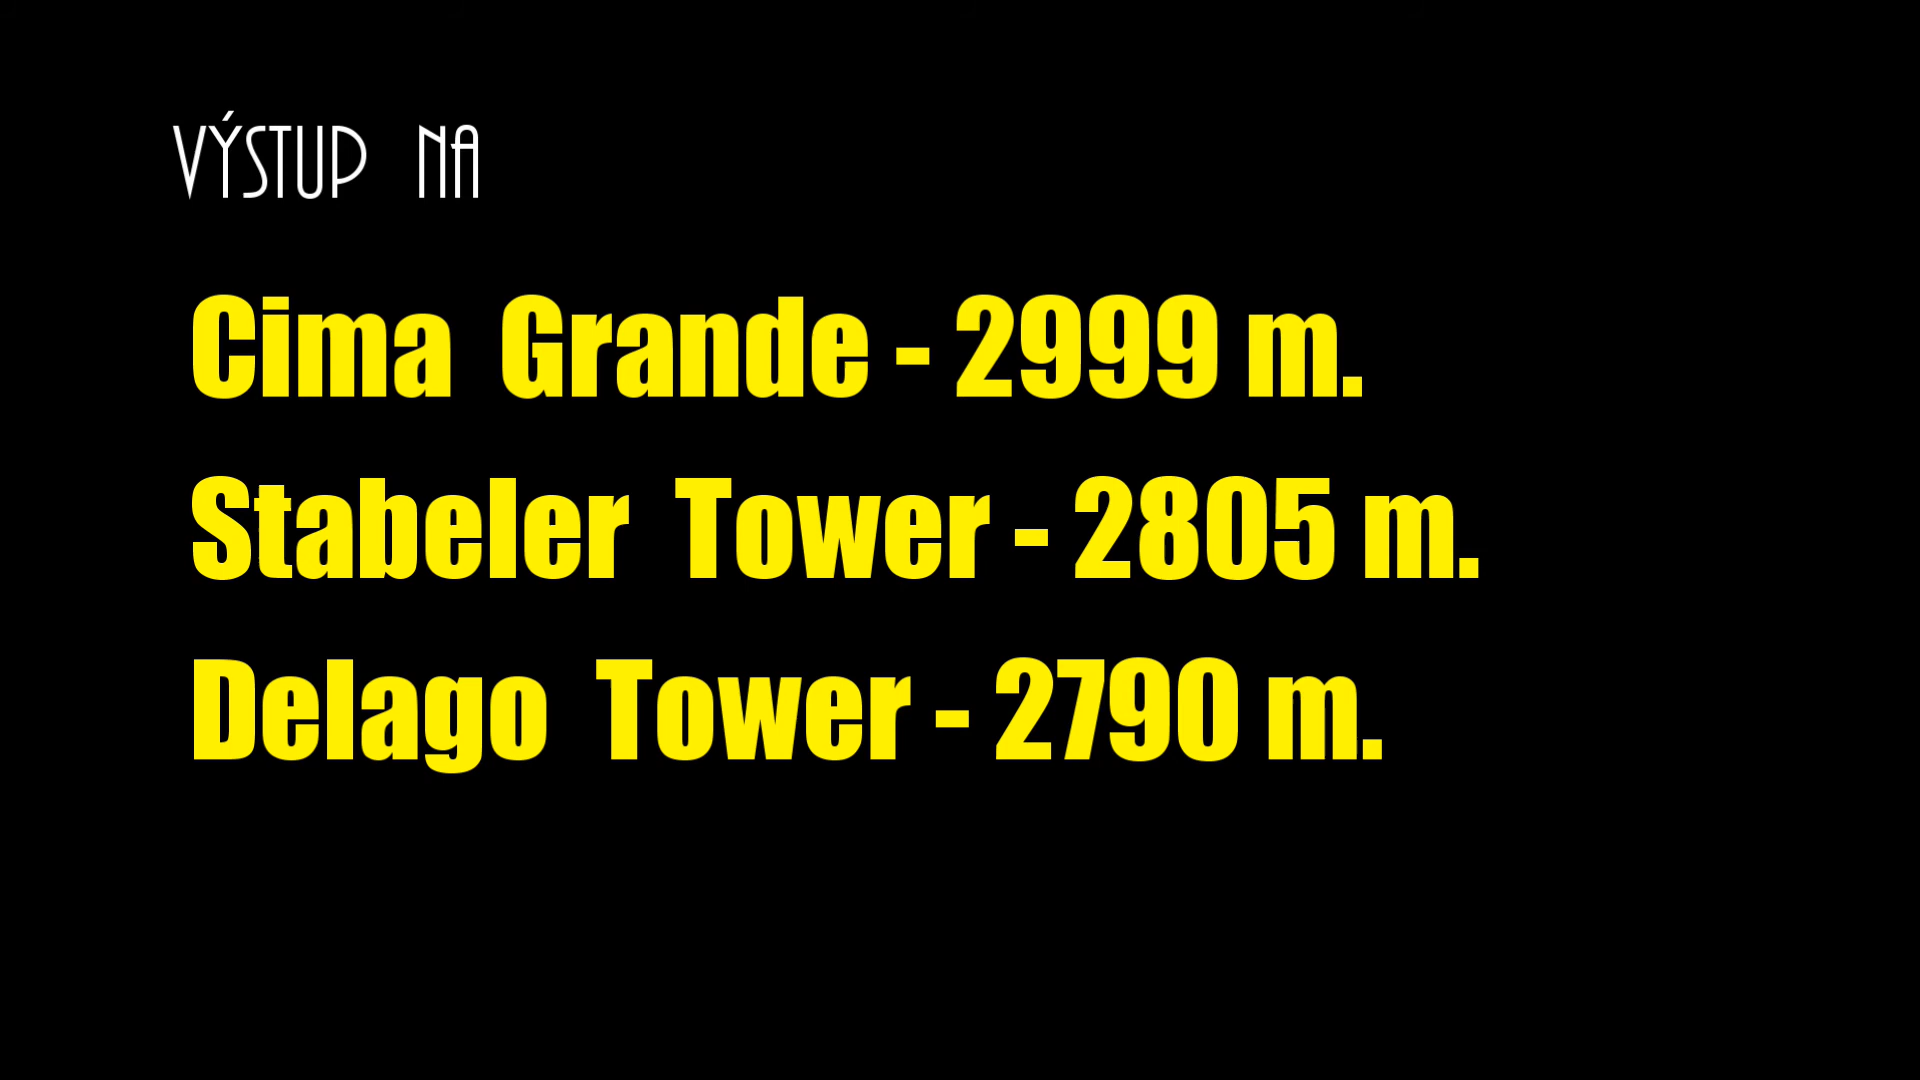 VÝSTUP NA
Cima Grande - 2999 m.
Stabeler Tower - 2805 m.
Delago Tower - 2790 m.